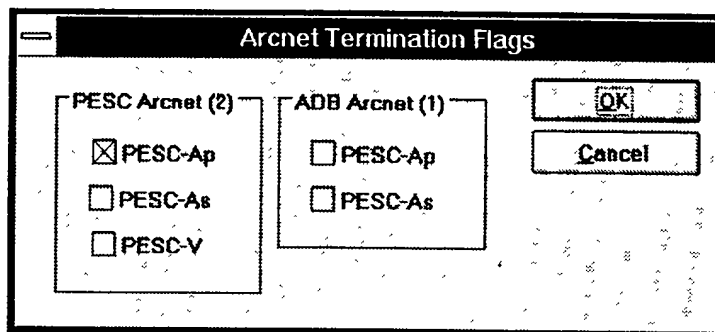 Arcnet Termination Flags
PESC Arcnet (2)
PESC-Ap
PESC-As
PESC-V
ADB Arcnet (1)
PESC-Ap
PESC-As
OK
Cancel